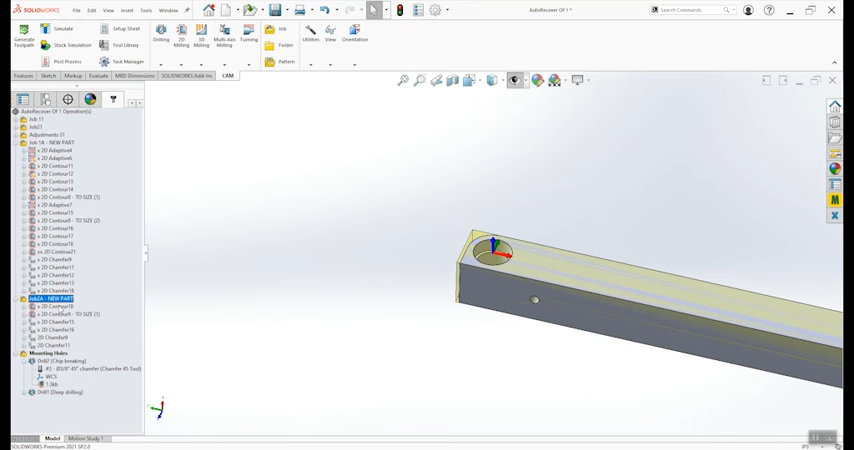 SOLIDWORKS File Edit View Insert Tools Window AutoRecover Of 1 * Search Commands
Generate Toolpath Simulate Stock Simulation Post Process Setup Sheet Tool Library Task Manager Drilling 2D Milling 3D Milling Multi-Axis Milling Turning Job Folder Pattern Utilities View Orientation
Features Sketch Markup Evaluate MBD Dimensions SOLIDWORKS Add-Ins CAM
AutoRecover Of 1 Operation(s)
Job 11
Job21
Adjustments 31
Job 1A - NEW PART
x 2D Adaptive4
x 2D Adaptive6
x 2D Contour11
x 2D Contour12
x 2D Contour13
x 2D Contour14
x 2D Contour8 - TO SIZE (1)
x 2D Adaptive7
x 2D Contour15
x 2D Contour8 - TO SIZE (2)
x 2D Contour16
x 2D Contour17
x 2D Contour18
xx 2D Contour21
x 2D Chamfer9
x 2D Chamfer11
x 2D Chamfer12
x 2D Chamfer13
x 2D Chamfer18
Job2A - NEW PART
x 2D Contour18
x 2D Contour9 - TO SIZE (1)
x 2D Chamfer15
x 2D Chamfer16
2D Chamfer9
2D Chamfer11
Mounting Holes
Drill2 [Chip breaking]
#3 - Ø3/8" 45° chamfer (Chamfer 45 Tool)
WCS
1.3kb
Drill1 [Deep drilling]
Model Motion Study 1
SOLIDWORKS Premium 2021 SP2.0 IPS